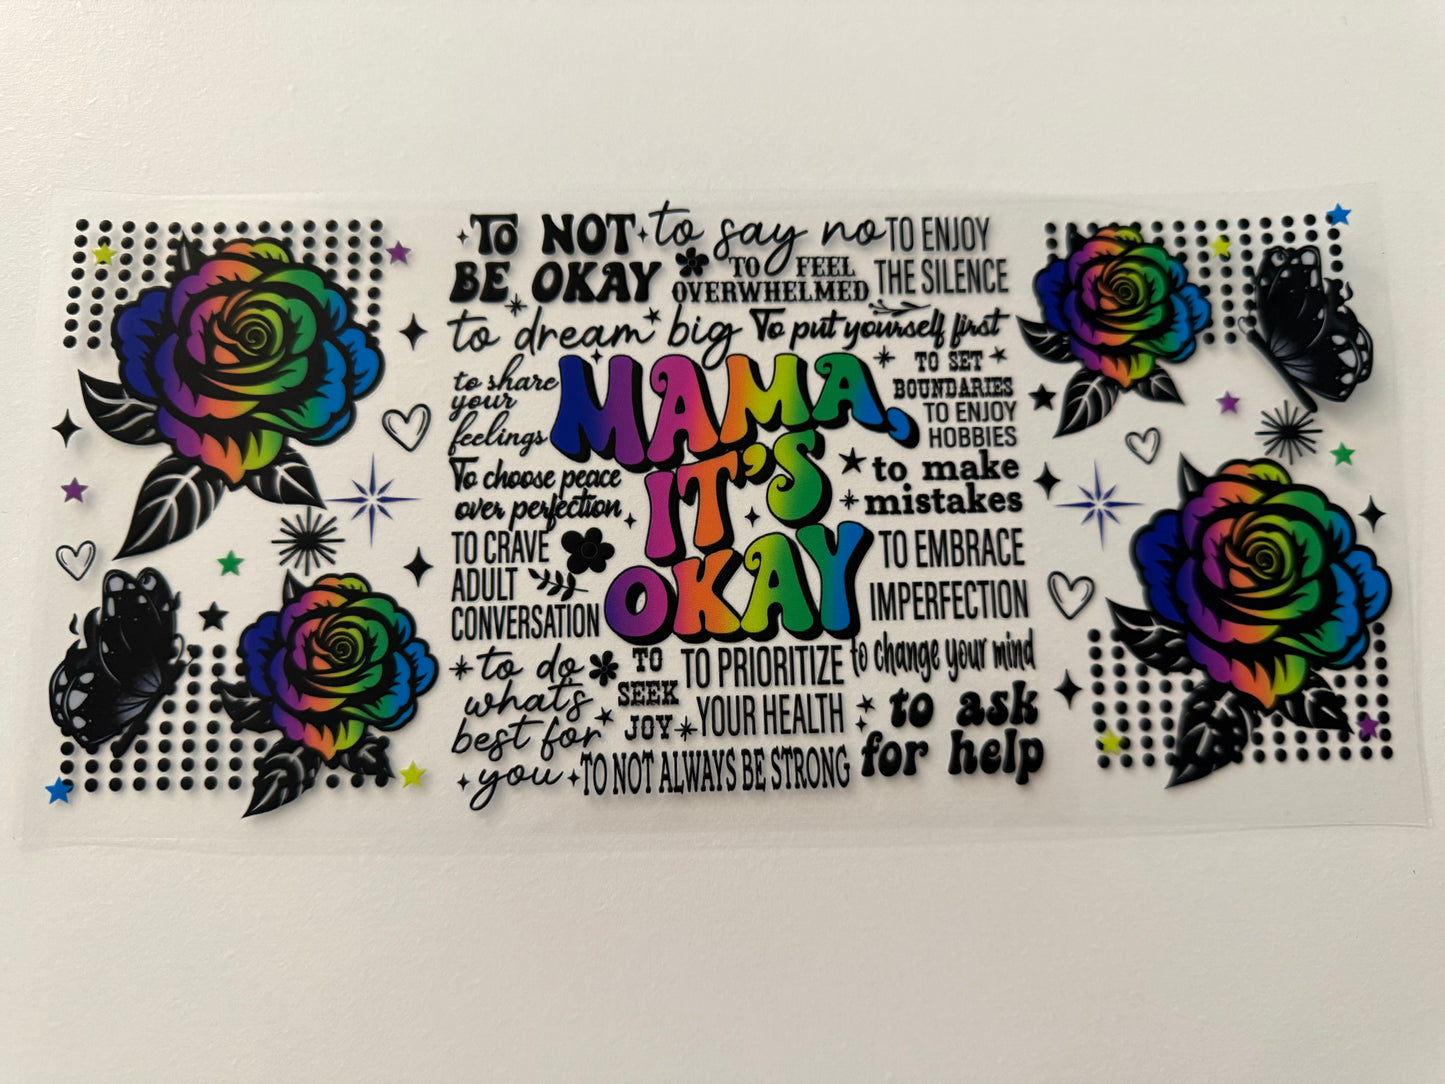 To NOT
BE OKAY
to say no
TO FEEL
OVERWHELMED
TO ENJOY
THE SILENCE
to dream big
To put yourself first
to share
your
feelings
MAMA,
IT'S
OKAY
TO SET
BOUNDARIES
TO ENJOY
HOBBIES
To choose peace
over perfection
to make
mistakes
TO CRAVE
ADULT
CONVERSATION
TO EMBRACE
IMPERFECTION
to do
what's
best for
you
TO
SEEK
JOY
TO PRIORITIZE
YOUR HEALTH
to change your mind
TO NOT ALWAYS BE STRONG
to ask
for help